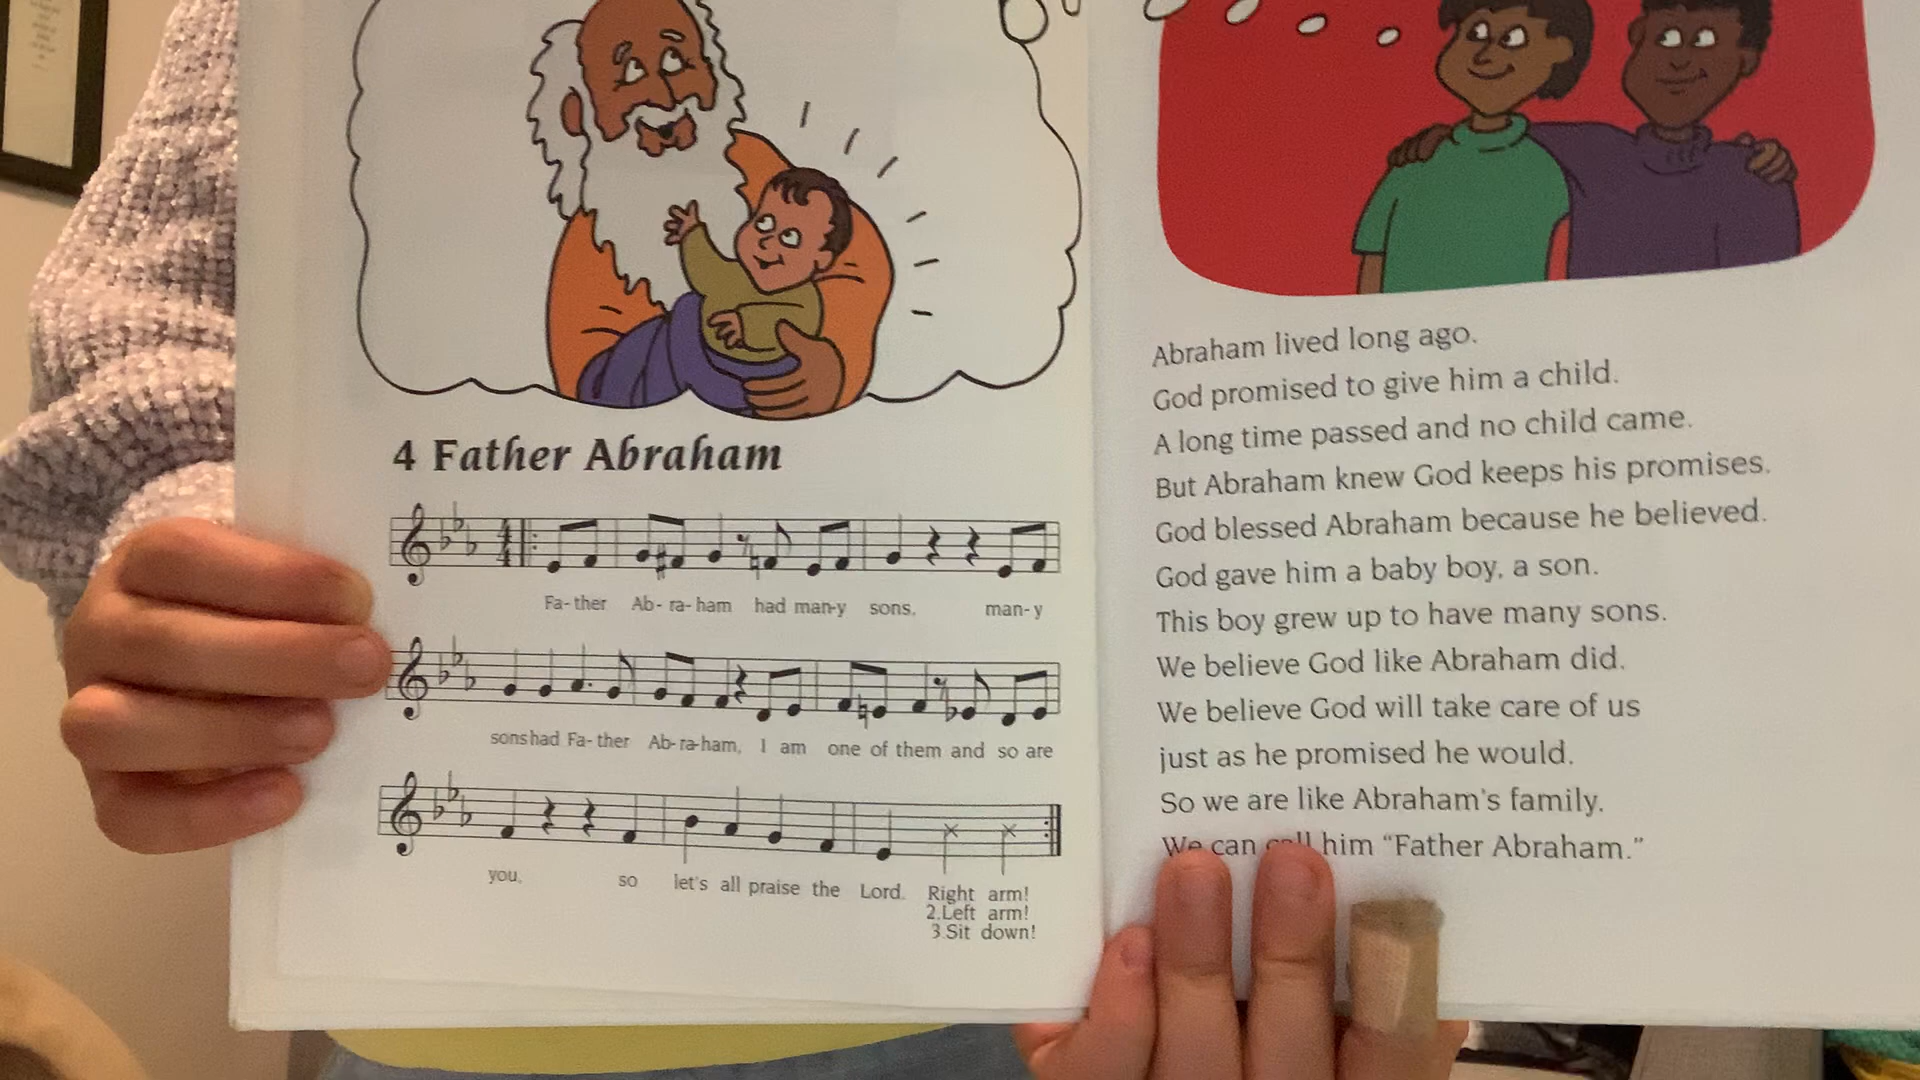 4 Father Abraham
Fa-ther Ab-ra-ham had man-y sons, man-y
sons had Fa-ther Ab-ra-ham, I am one of them and so are
you, so let's all praise the Lord. Right arm!
2.Left arm!
3.Sit down!
Abraham lived long ago.
God promised to give him a child.
A long time passed and no child came.
But Abraham knew God keeps his promises.
God blessed Abraham because he believed.
God gave him a baby boy, a son.
This boy grew up to have many sons.
We believe God like Abraham did.
We believe God will take care of us
just as he promised he would.
So we are like Abraham's family.
We can call him “Father Abraham.”